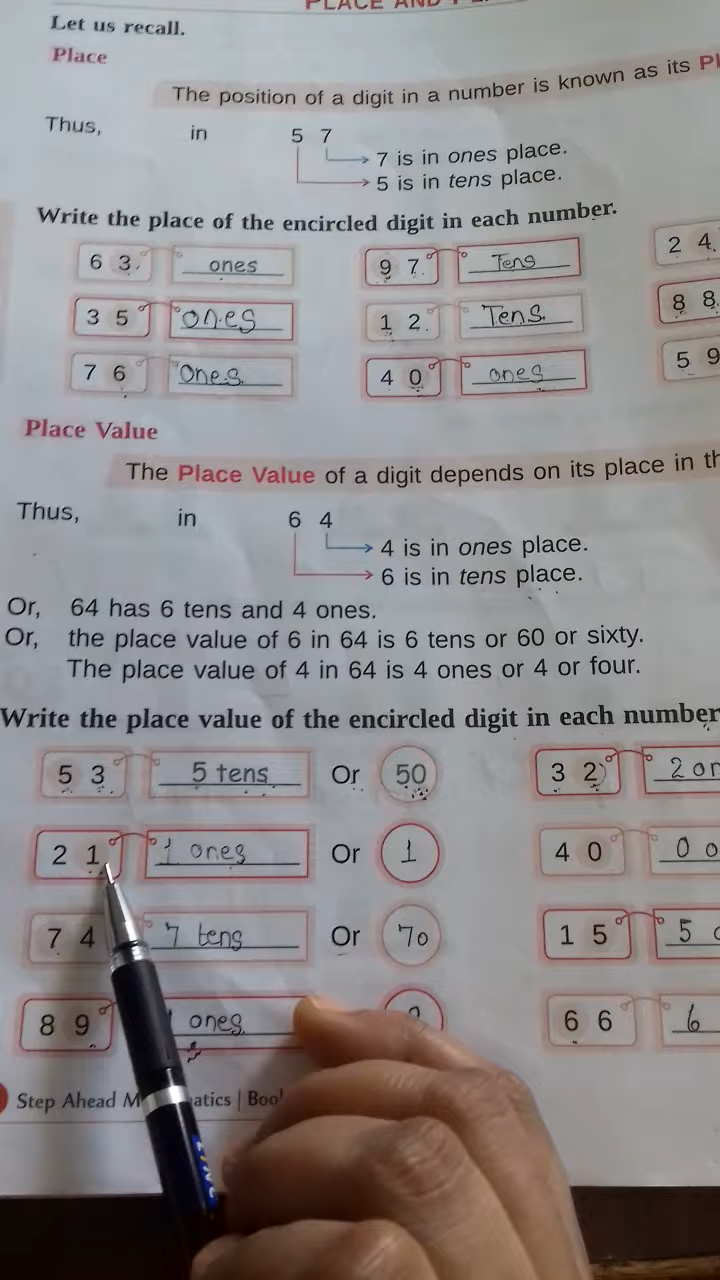 Let us recall.
Place
The position of a digit in a number is known as its
Thus, in 5 7
7 is in ones place.
5 is in tens place.
Write the place of the encircled digit in each number.
6 3 ones 9 7 Tens 2 4
3 5 ones 1 2 Tens 8 8
7 6 ones 4 0 ones 5 9
Place Value
The Place Value of a digit depends on its place in
Thus, in 6 4
4 is in ones place.
6 is in tens place.
Or, 64 has 6 tens and 4 ones.
Or, the place value of 6 in 64 is 6 tens or 60 or sixty.
The place value of 4 in 64 is 4 ones or 4 or four.
Write the place value of the encircled digit in each number
5 3 5 tens Or 50 3 2 2
2 1 1 ones Or 1 4 0 0
7 4 7 tens Or 70 1 5 5
8 9 ones 6 6 6
Step Ahead